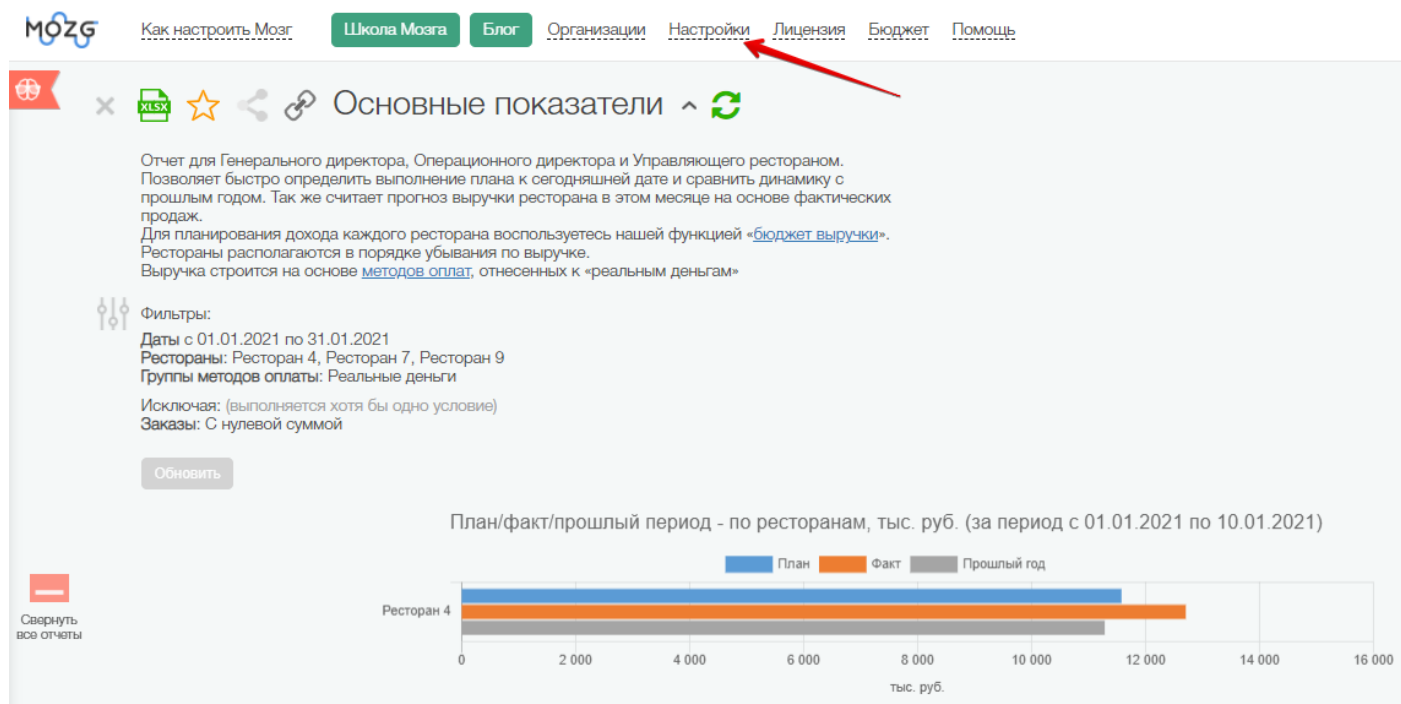 MOZG Как настроить Мозг Школа Мозга Блог Организации Настройки Лицензия Бюджет Помощь
XLSX Основные показатели
Отчет для Генерального директора, Операционного директора и Управляющего рестораном.
Позволяет быстро определить выполнение плана к сегодняшней дате и сравнить динамику с
прошлым годом. Так же считает прогноз выручки ресторана в этом месяце на основе фактических
продаж.
Для планирования дохода каждого ресторана воспользуетесь нашей функцией «бюджет выручки».
Рестораны располагаются в порядке убывания по выручке.
Выручка строится на основе методов оплат, отнесенных к «реальным деньгам»
Фильтры:
Даты с 01.01.2021 по 31.01.2021
Рестораны: Ресторан 4, Ресторан 7, Ресторан 9
Группы методов оплаты: Реальные деньги
Исключая: (выполняется хотя бы одно условие)
Заказы: С нулевой суммой
Обновить
План/факт/прошлый период - по ресторанам, тыс. руб. (за период с 01.01.2021 по 10.01.2021)
План Факт Прошлый год
Ресторан 4
Свернуть
все отчеты
0 2 000 4 000 6 000 8 000 10 000 12 000 14 000 16 000
тыс. руб.